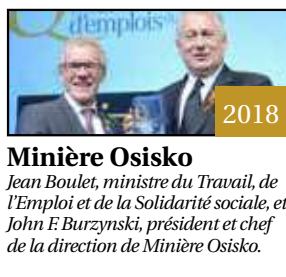 d'emplois
2018
Minière Osisko
Jean Boulet, ministre du Travail, de
l'Emploi et de la Solidarité sociale, et
John F. Burzynski, président et chef
de la direction de Minière Osisko.